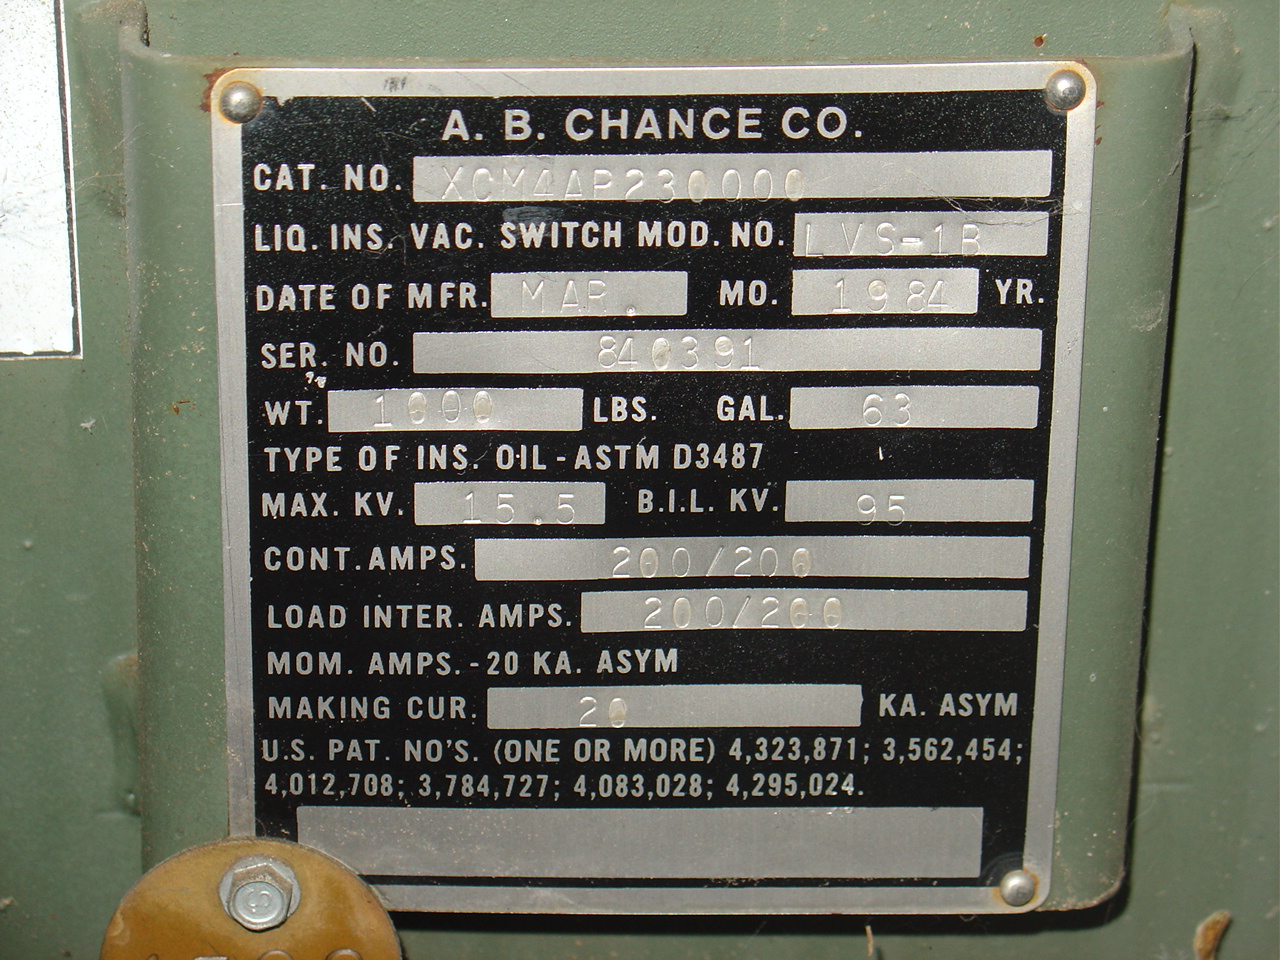 A. B. CHANCE CO.
CAT. NO. XCM4AP230000
LIQ. INS. VAC. SWITCH MOD. NO. LVS-1B
DATE OF MFR. MAR. MO. 1984 YR.
SER. NO. 840391
WT. 1000 LBS. GAL. 63
TYPE OF INS. OIL - ASTM D3487
MAX. KV. 15.5 B.I.L. KV. 95
CONT. AMPS. 200/200
LOAD INTER. AMPS. 200/200
MOM. AMPS. - 20 KA. ASYM
MAKING CUR. 20 KA. ASYM
U.S. PAT. NO'S. (ONE OR MORE) 4,323,871; 3,562,454;
4,012,708; 3,784,727; 4,083,028; 4,295,024.